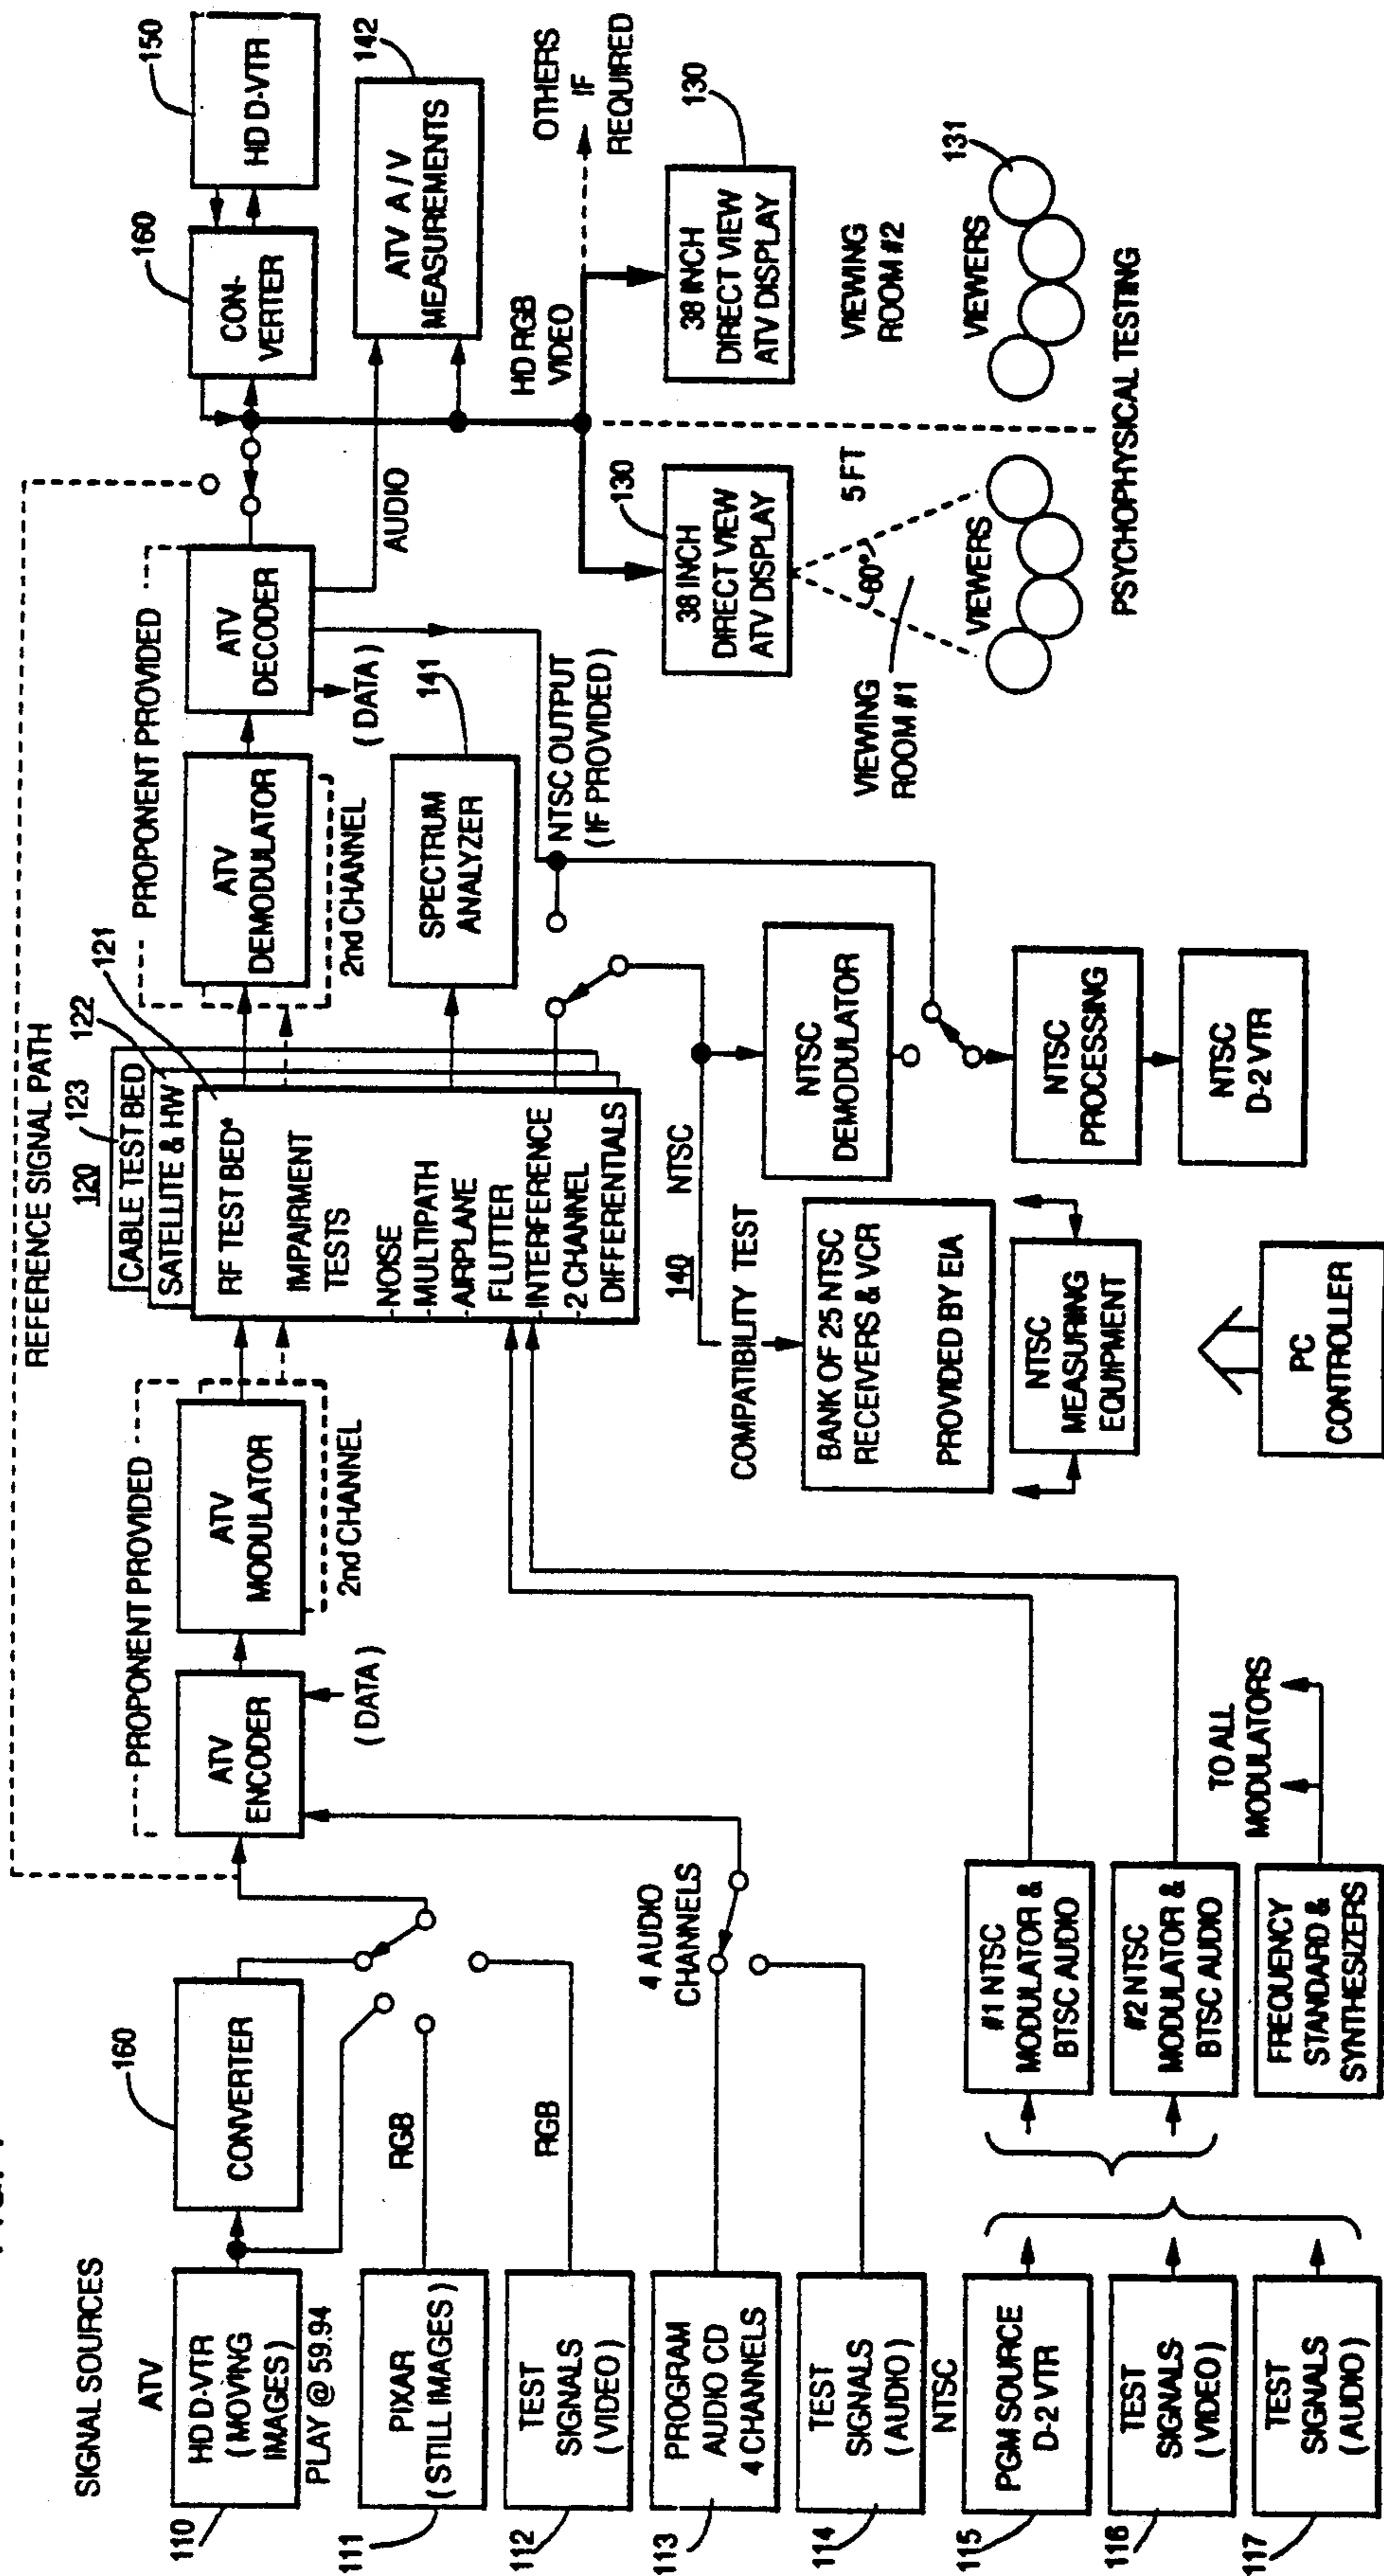 SIGNAL SOURCES
ATV
HD D-VTR
(MOVING
IMAGES)
PLAY @ 59.94
110
PIXAR
(STILL IMAGES)
111
TEST
SIGNALS
(VIDEO)
112
PROGRAM
AUDIO CD
4 CHANNELS
113
TEST
SIGNALS
(AUDIO)
114
NTSC
PGM SOURCE
D-2 VTR
115
TEST
SIGNALS
(VIDEO)
116
TEST
SIGNALS
(AUDIO)
117
CONVERTER
160
RGB
RGB
4 AUDIO
CHANNELS
#1 NTSC
MODULATOR &
BTSC AUDIO
#2 NTSC
MODULATOR &
BTSC AUDIO
FREQUENCY
STANDARD &
SYNTHESIZERS
TO ALL
MODULATORS
REFERENCE SIGNAL PATH
PROPONENT PROVIDED
ATV
ENCODER
(DATA)
ATV
MODULATOR
2nd CHANNEL
120
123
122
121
CABLE TEST BED
SATELLITE & HW
RF TEST BED*
IMPAIRMENT
TESTS
-NOISE
-MULTIPATH
-AIRPLANE
FLUTTER
-INTERFERENCE
-2 CHANNEL
DIFFERENTIALS
140
NTSC
COMPATIBILITY TEST
BANK OF 25 NTSC
RECEIVERS & VCR
PROVIDED BY EIA
NTSC
MEASURING
EQUIPMENT
PC
CONTROLLER
NTSC
DEMODULATOR
NTSC
PROCESSING
NTSC
D-2 VTR
PROPONENT PROVIDED
ATV
DEMODULATOR
2nd CHANNEL
ATV
DECODER
(DATA)
AUDIO
SPECTRUM
ANALYZER
141
NTSC OUTPUT
(IF PROVIDED)
CON-
VERTER
160
HD D-VTR
150
ATV A/V
MEASUREMENTS
142
HD RGB
VIDEO
OTHERS
IF
REQUIRED
38 INCH
DIRECT VIEW
ATV DISPLAY
130
60°
5 FT
VIEWING
ROOM #1
VIEWERS
38 INCH
DIRECT VIEW
ATV DISPLAY
130
VIEWING
ROOM #2
VIEWERS
131
PSYCHOPHYSICAL TESTING